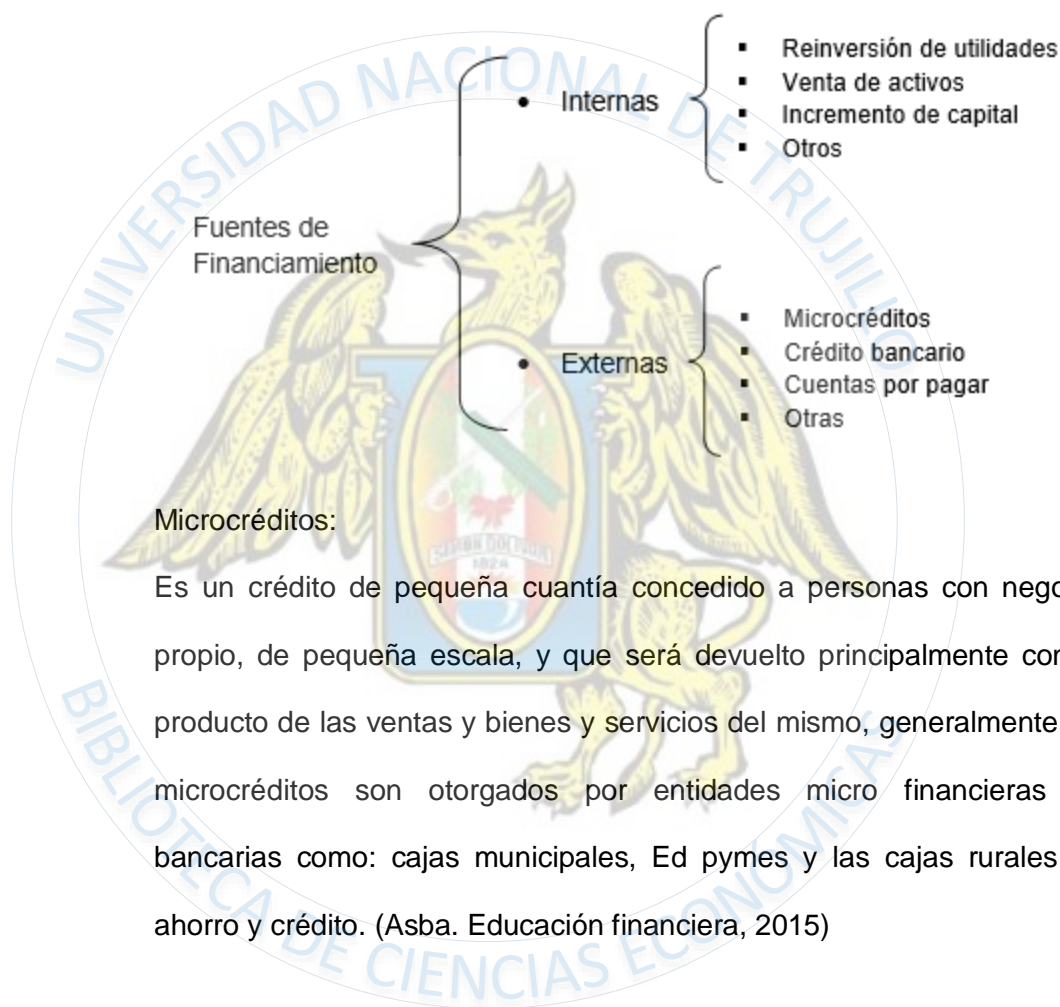 UNIVERSIDAD NACIONAL DE TRUJILLO
Fuentes de
Financiamiento
• Internas
▪ Reinversión de utilidades
▪ Venta de activos
▪ Incremento de capital
▪ Otros
• Externas
▪ Microcréditos
▪ Crédito bancario
▪ Cuentas por pagar
▪ Otras
Microcréditos:
Es un crédito de pequeña cuantía concedido a personas con
propio, de pequeña escala, y que será devuelto principalmente
producto de las ventas y bienes y servicios del mismo, generalmente
microcréditos son otorgados por entidades micro financieras
bancarias como: cajas municipales, Ed pymes y las cajas rurales
ahorro y crédito. (Asba. Educación financiera, 2015)
1824
BIBLIOTECA DE CIENCIAS ECONÓMICAS